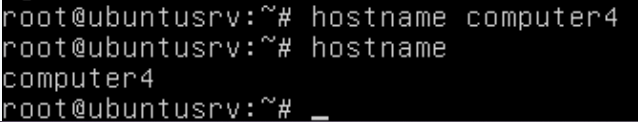 root@ubuntusrv:~# hostname computer4
root@ubuntusrv:~# hostname
computer4
root@ubuntusrv:~# _